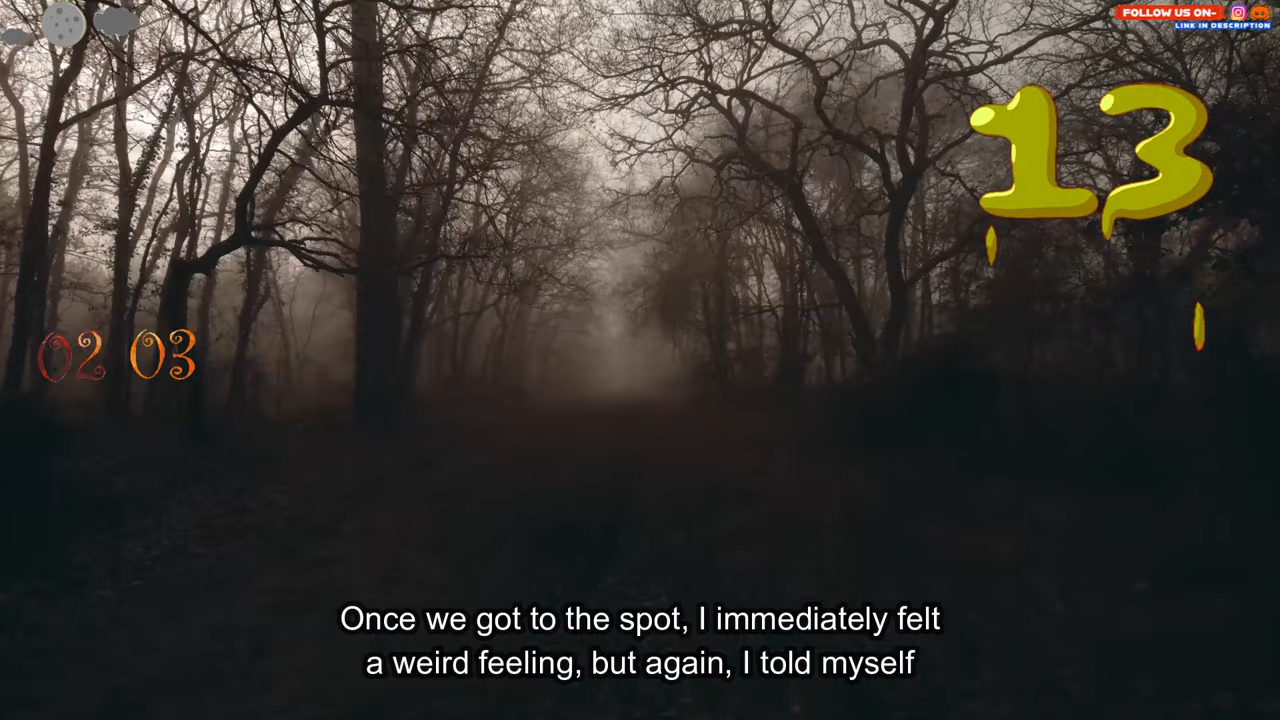 FOLLOW US ON-
LINK IN DESCRIPTION
13
02 03
Once we got to the spot, I immediately felt
a weird feeling, but again, I told myself